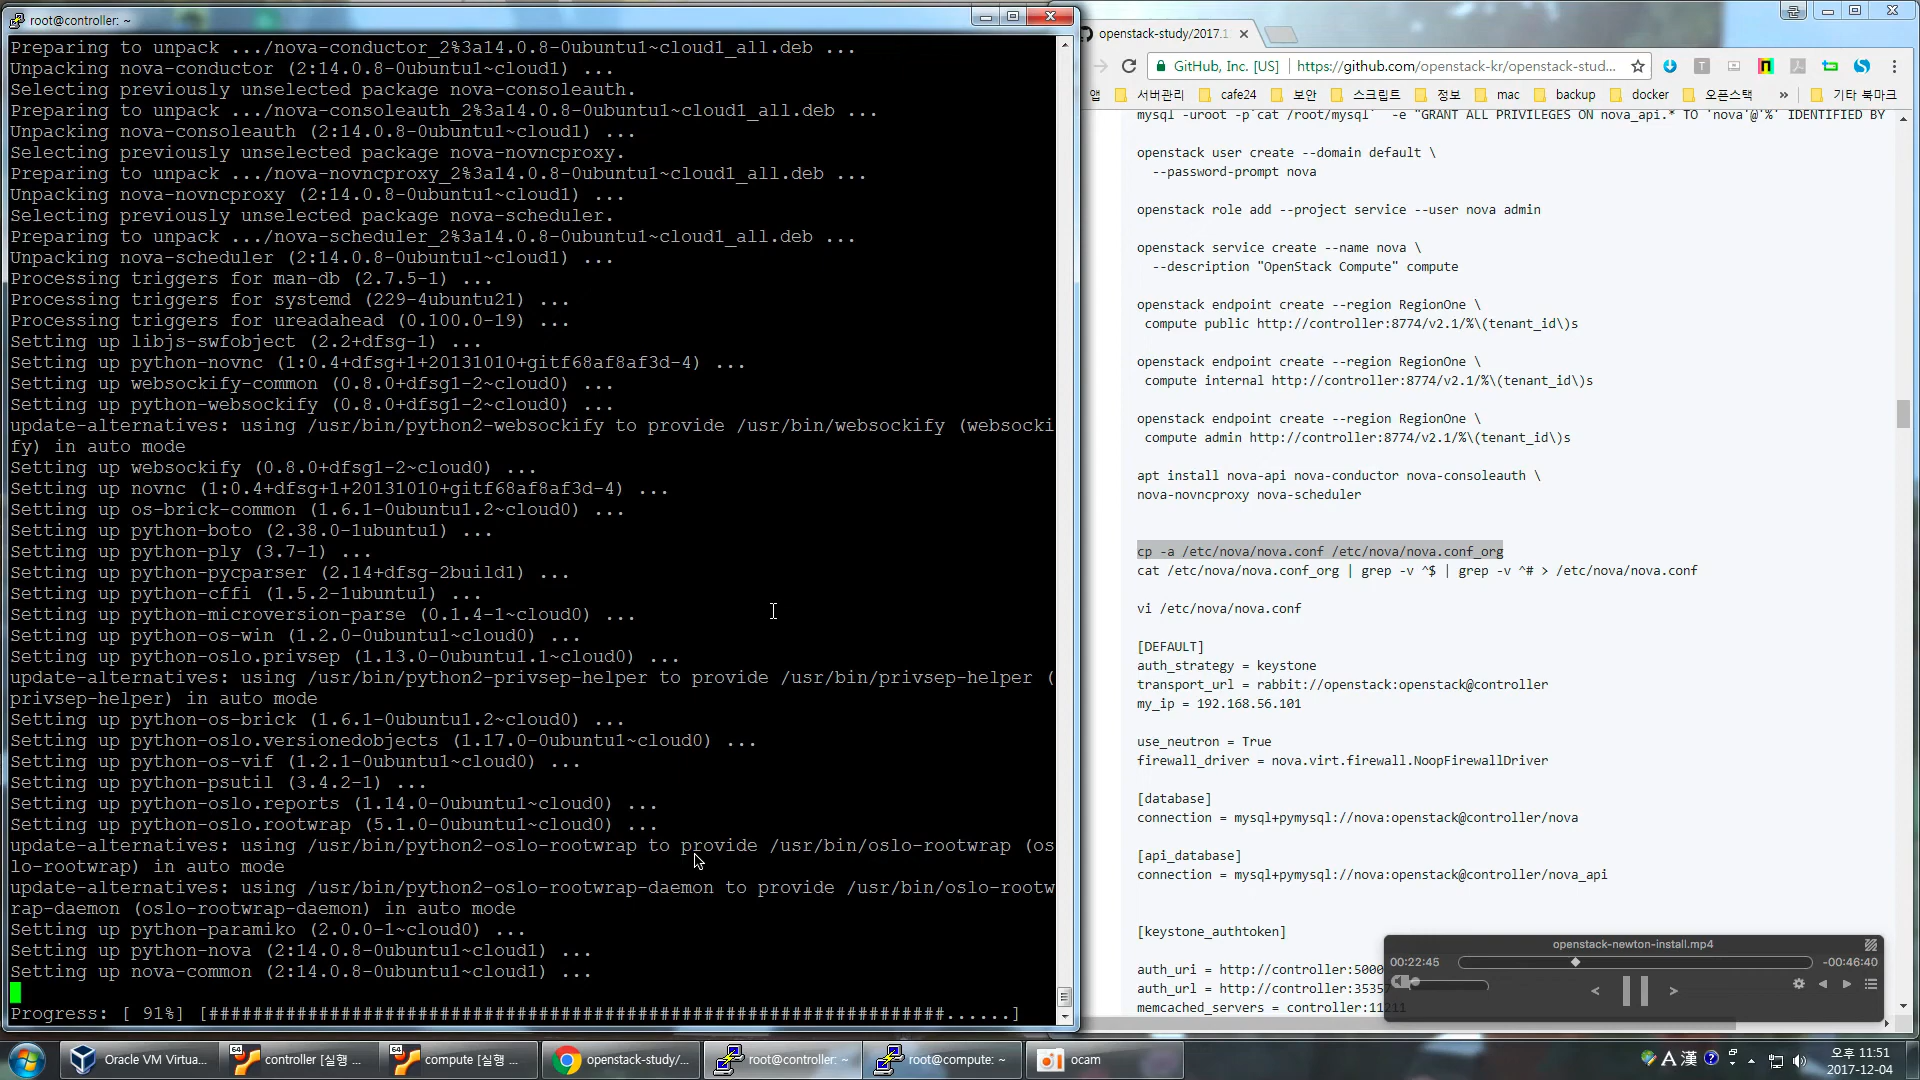 root@controller: ~
Preparing to unpack .../nova-conductor_2%3a14.0.8-0ubuntu1~cloud1_all.deb ...
Unpacking nova-conductor (2:14.0.8-0ubuntu1~cloud1) ...
Selecting previously unselected package nova-consoleauth.
Preparing to unpack .../nova-consoleauth_2%3a14.0.8-0ubuntu1~cloud1_all.deb ...
Unpacking nova-consoleauth (2:14.0.8-0ubuntu1~cloud1) ...
Selecting previously unselected package nova-novncproxy.
Preparing to unpack .../nova-novncproxy_2%3a14.0.8-0ubuntu1~cloud1_all.deb ...
Unpacking nova-novncproxy (2:14.0.8-0ubuntu1~cloud1) ...
Selecting previously unselected package nova-scheduler.
Preparing to unpack .../nova-scheduler_2%3a14.0.8-0ubuntu1~cloud1_all.deb ...
Unpacking nova-scheduler (2:14.0.8-0ubuntu1~cloud1) ...
Processing triggers for man-db (2.7.5-1) ...
Processing triggers for systemd (229-4ubuntu21) ...
Processing triggers for ureadahead (0.100.0-19) ...
Setting up libjs-swfobject (2.2+dfsg-1) ...
Setting up python-novnc (1:0.4+dfsg+1+20131010+gitf68af8af3d-4) ...
Setting up websockify-common (0.8.0+dfsg1-2~cloud0) ...
Setting up python-websockify (0.8.0+dfsg1-2~cloud0) ...
update-alternatives: using /usr/bin/python2-websockify to provide /usr/bin/websockify (websocki
fy) in auto mode
Setting up websockify (0.8.0+dfsg1-2~cloud0) ...
Setting up novnc (1:0.4+dfsg+1+20131010+gitf68af8af3d-4) ...
Setting up os-brick-common (1.6.1-0ubuntu1.2~cloud0) ...
Setting up python-boto (2.38.0-1ubuntu1) ...
Setting up python-ply (3.7-1) ...
Setting up python-pycparser (2.14+dfsg-2build1) ...
Setting up python-cffi (1.5.2-1ubuntu1) ...
Setting up python-microversion-parse (0.1.4-1~cloud0) ...
Setting up python-os-win (1.2.0-0ubuntu1~cloud0) ...
Setting up python-oslo.privsep (1.13.0-0ubuntu1.1~cloud0) ...
update-alternatives: using /usr/bin/python2-privsep-helper to provide /usr/bin/privsep-helper (
privsep-helper) in auto mode
Setting up python-os-brick (1.6.1-0ubuntu1.2~cloud0) ...
Setting up python-oslo.versionedobjects (1.17.0-0ubuntu1~cloud0) ...
Setting up python-os-vif (1.2.1-0ubuntu1~cloud0) ...
Setting up python-psutil (3.4.2-1) ...
Setting up python-oslo.reports (1.14.0-0ubuntu1~cloud0) ...
Setting up python-oslo.rootwrap (5.1.0-0ubuntu1~cloud0) ...
update-alternatives: using /usr/bin/python2-oslo-rootwrap to provide /usr/bin/oslo-rootwrap (os
lo-rootwrap) in auto mode
update-alternatives: using /usr/bin/python2-oslo-rootwrap-daemon to provide /usr/bin/oslo-rootw
rap-daemon (oslo-rootwrap-daemon) in auto mode
Setting up python-paramiko (2.0.0-1~cloud0) ...
Setting up python-nova (2:14.0.8-0ubuntu1~cloud1) ...
Setting up nova-common (2:14.0.8-0ubuntu1~cloud1) ...
Progress: [ 91%] [###################################################################......]
openstack-study/2017.1
GitHub, Inc. [US] https://github.com/openstack-kr/openstack-stud...
앱 서버관리 cafe24 보안 스크립트 정보 mac backup docker 오픈스택 » 기타 북마크
mysql -uroot -p`cat /root/mysql` -e "GRANT ALL PRIVILEGES ON nova_api.* TO 'nova'@'%' IDENTIFIED BY
openstack user create --domain default \
--password-prompt nova
openstack role add --project service --user nova admin
openstack service create --name nova \
--description "OpenStack Compute" compute
openstack endpoint create --region RegionOne \
compute public http://controller:8774/v2.1/%\(tenant_id\)s
openstack endpoint create --region RegionOne \
compute internal http://controller:8774/v2.1/%\(tenant_id\)s
openstack endpoint create --region RegionOne \
compute admin http://controller:8774/v2.1/%\(tenant_id\)s
apt install nova-api nova-conductor nova-consoleauth \
nova-novncproxy nova-scheduler
cp -a /etc/nova/nova.conf /etc/nova/nova.conf_org
cat /etc/nova/nova.conf_org | grep -v ^$ | grep -v ^# > /etc/nova/nova.conf
vi /etc/nova/nova.conf
[DEFAULT]
auth_strategy = keystone
transport_url = rabbit://openstack:openstack@controller
my_ip = 192.168.56.101
use_neutron = True
firewall_driver = nova.virt.firewall.NoopFirewallDriver
[database]
connection = mysql+pymysql://nova:openstack@controller/nova
[api_database]
connection = mysql+pymysql://nova:openstack@controller/nova_api
[keystone_authtoken]
auth_uri = http://controller:5000
auth_url = http://controller:35357
memcached_servers = controller:11211
openstack-newton-install.mp4
00:22:45 -00:46:40
Oracle VM Virtua...
controller [실행 ...
compute [실행 ...
openstack-study/...
root@controller: ~
root@compute: ~
ocam
A 漢
오후 11:51
2017-12-04